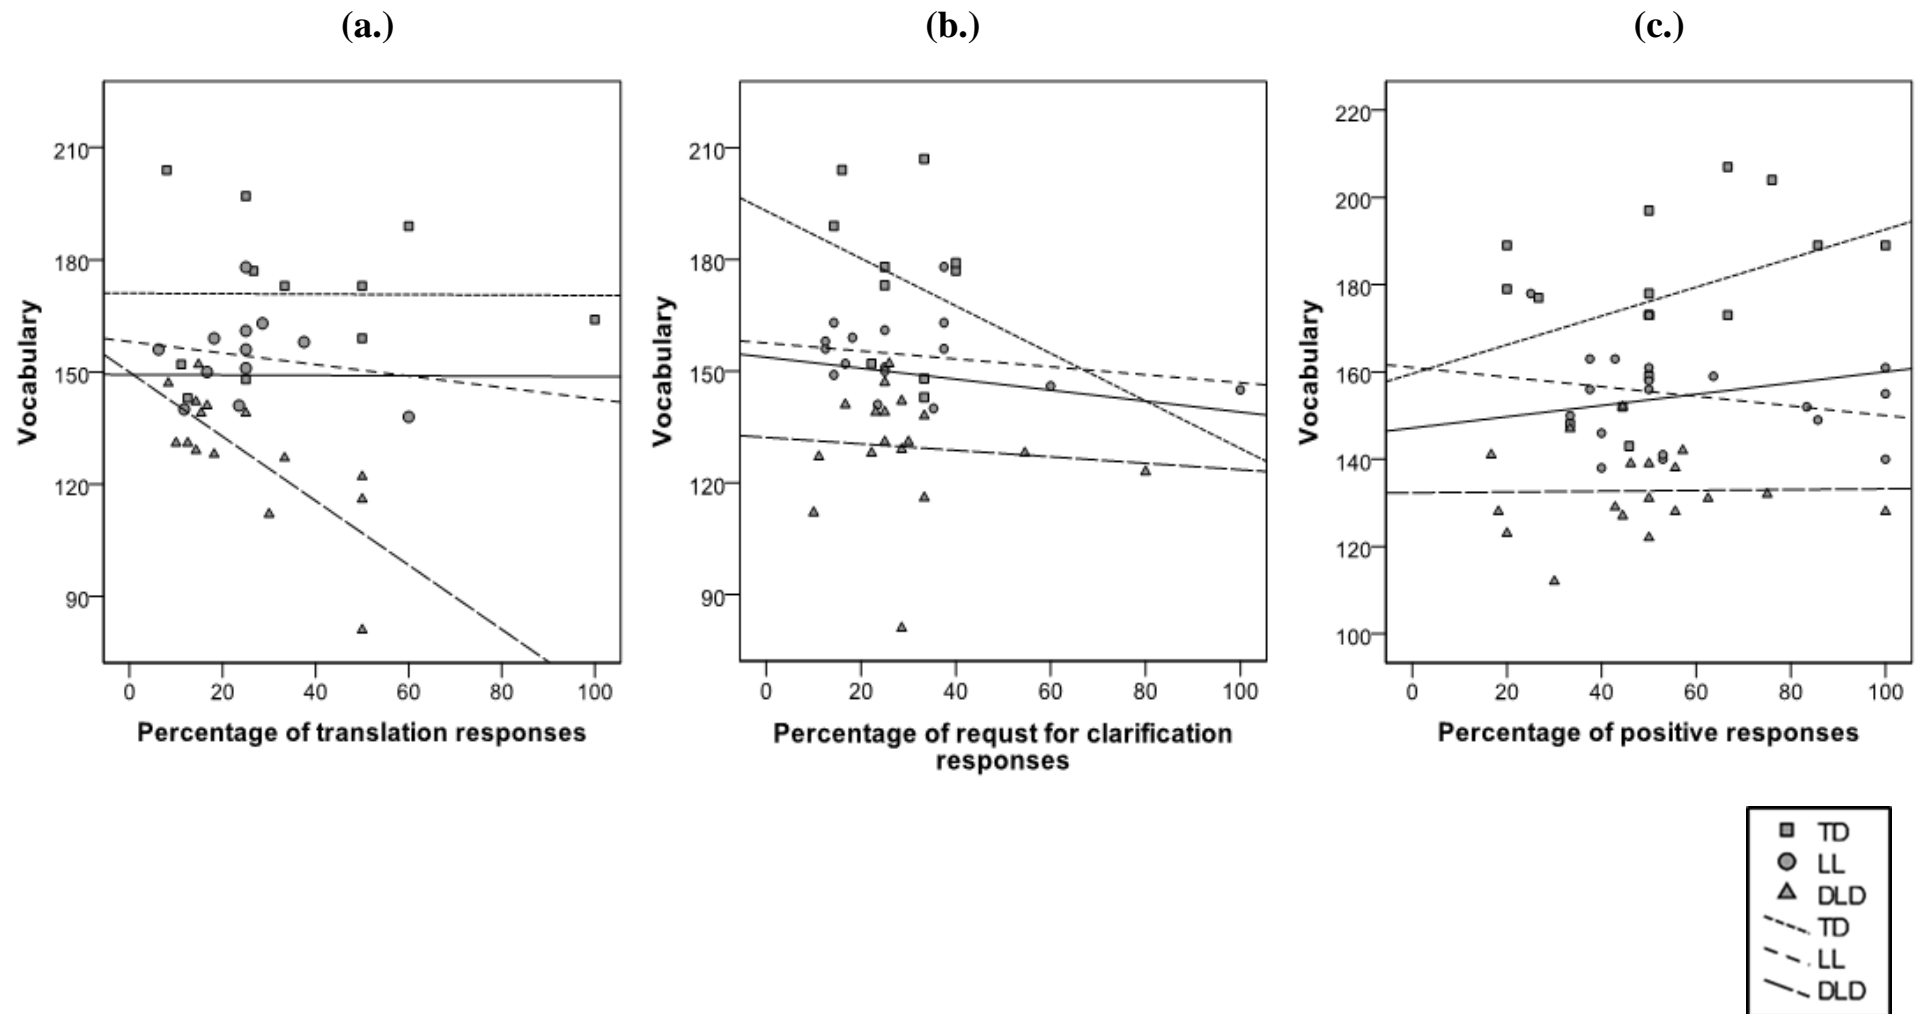 (a.) (b.) (c.)
Vocabulary
210
180
150
120
90
0 20 40 60 80 100
Percentage of translation responses
Vocabulary
210
180
150
120
90
0 20 40 60 80 100
Percentage of requst for clarification
responses
Vocabulary
220
200
180
160
140
120
100
0 20 40 60 80 100
Percentage of positive responses
TD
LL
DLD
TD
LL
DLD